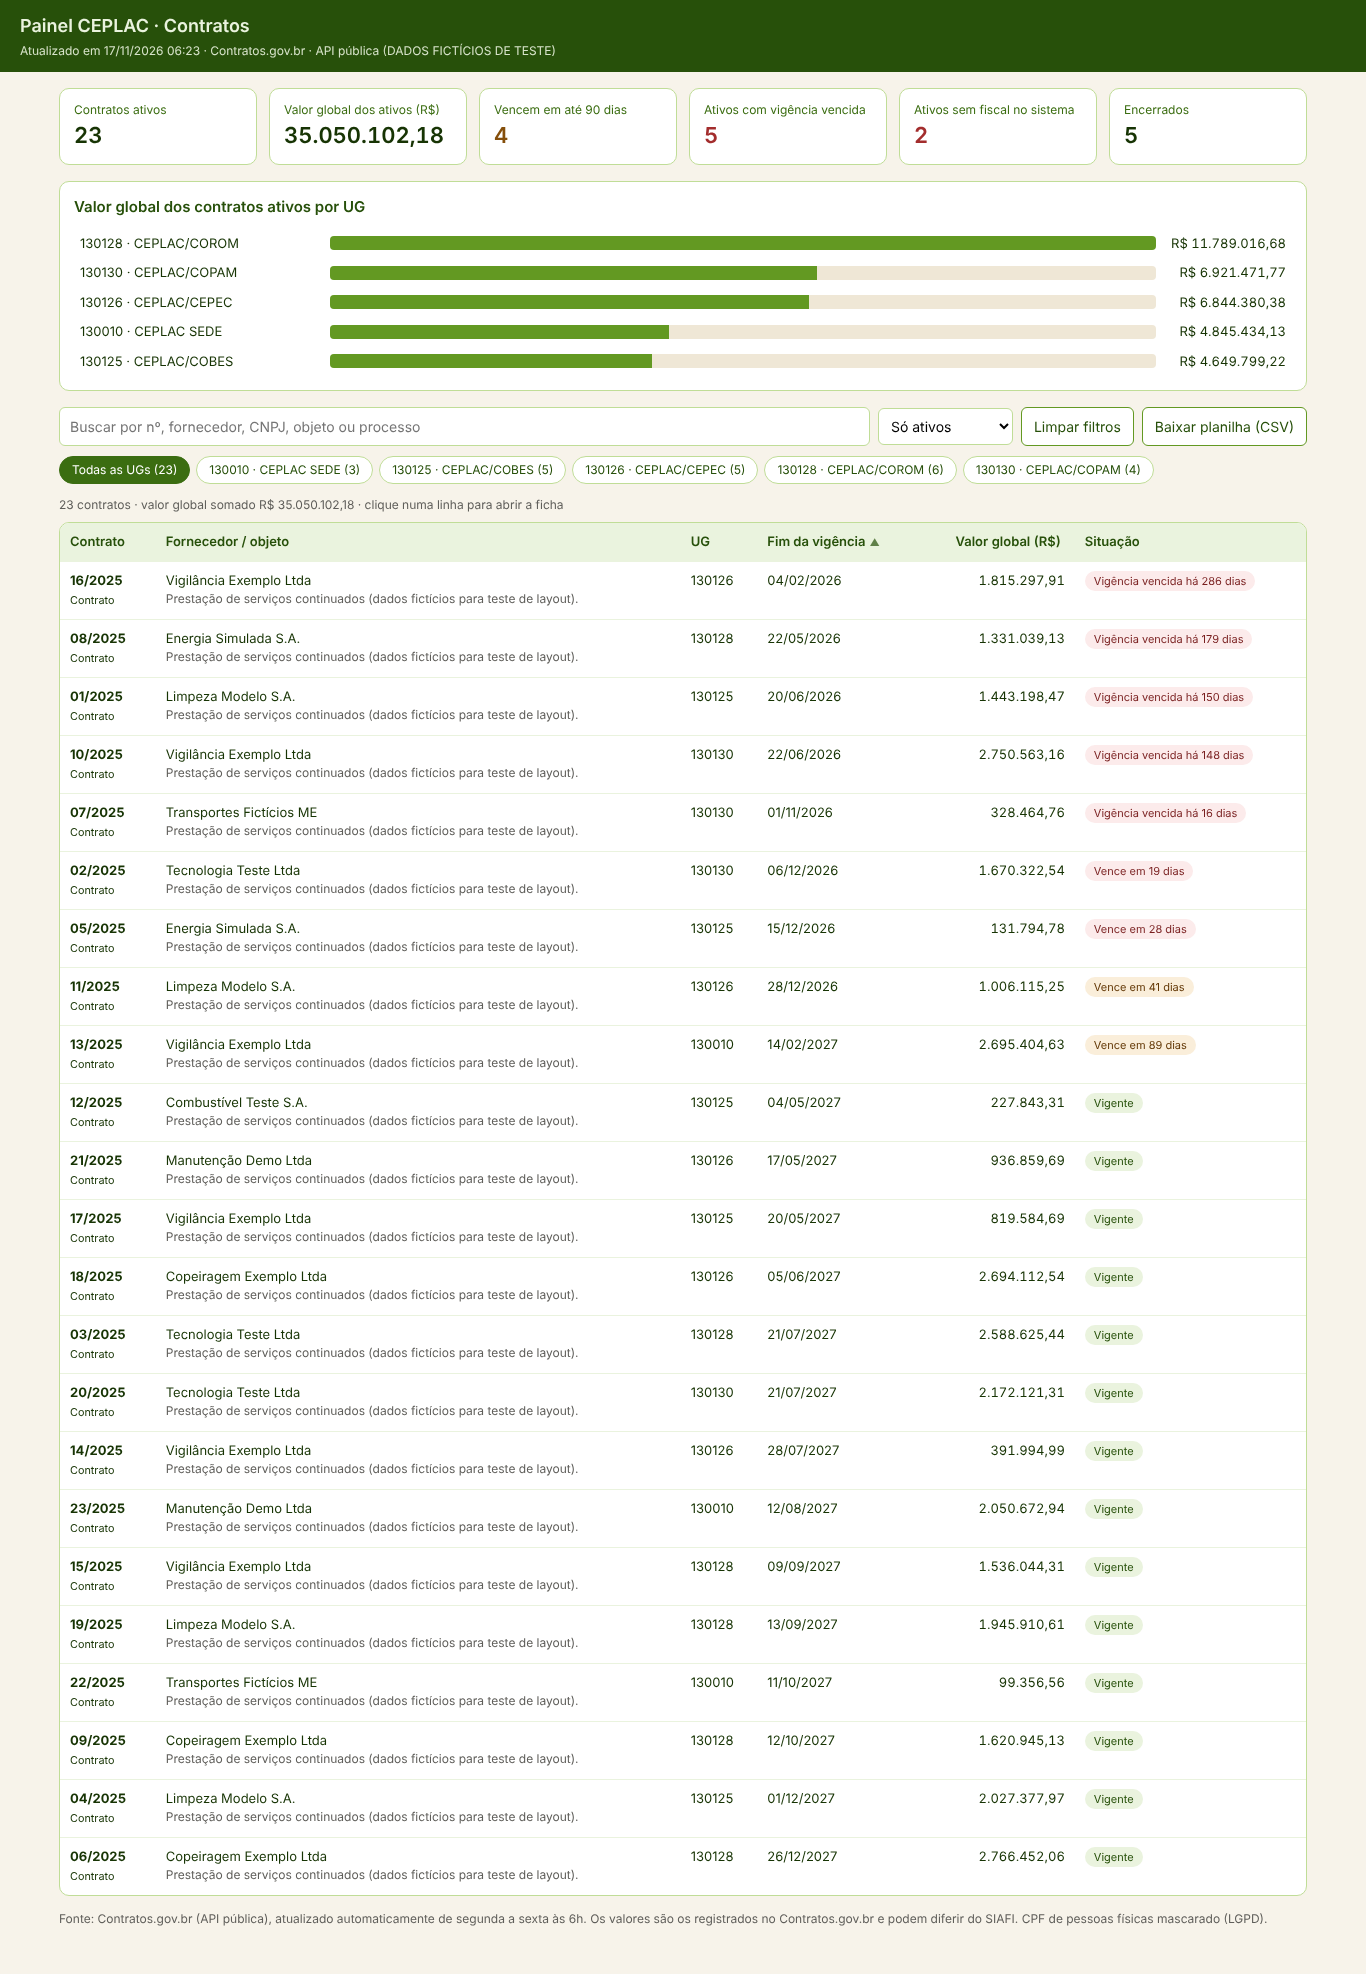 Painel CEPLAC · Contratos
Atualizado em 17/11/2026 06:23 · Contratos.gov.br · API pública (DADOS FICTÍCIOS DE TESTE)
Contratos ativos
23
Valor global dos ativos (R$)
35.050.102,18
Vencem em até 90 dias
4
Ativos com vigência vencida
5
Ativos sem fiscal no sistema
2
Encerrados
5
Valor global dos contratos ativos por UG
130128 · CEPLAC/COROM R$ 11.789.016,68
130130 · CEPLAC/COPAM R$ 6.921.471,77
130126 · CEPLAC/CEPEC R$ 6.844.380,38
130010 · CEPLAC SEDE R$ 4.845.434,13
130125 · CEPLAC/COBES R$ 4.649.799,22
Buscar por nº, fornecedor, CNPJ, objeto ou processo Só ativos Limpar filtros Baixar planilha (CSV)
Todas as UGs (23) 130010 · CEPLAC SEDE (3) 130125 · CEPLAC/COBES (5) 130126 · CEPLAC/CEPEC (5) 130128 · CEPLAC/COROM (6) 130130 · CEPLAC/COPAM (4)
23 contratos · valor global somado R$ 35.050.102,18 · clique numa linha para abrir a ficha
Contrato Fornecedor / objeto UG Fim da vigência ▲ Valor global (R$) Situação
16/2025 Vigilância Exemplo Ltda 130126 04/02/2026 1.815.297,91 Vigência vencida há 286 dias
Contrato Prestação de serviços continuados (dados fictícios para teste de layout).
08/2025 Energia Simulada S.A. 130128 22/05/2026 1.331.039,13 Vigência vencida há 179 dias
Contrato Prestação de serviços continuados (dados fictícios para teste de layout).
01/2025 Limpeza Modelo S.A. 130125 20/06/2026 1.443.198,47 Vigência vencida há 150 dias
Contrato Prestação de serviços continuados (dados fictícios para teste de layout).
10/2025 Vigilância Exemplo Ltda 130130 22/06/2026 2.750.563,16 Vigência vencida há 148 dias
Contrato Prestação de serviços continuados (dados fictícios para teste de layout).
07/2025 Transportes Fictícios ME 130130 01/11/2026 328.464,76 Vigência vencida há 16 dias
Contrato Prestação de serviços continuados (dados fictícios para teste de layout).
02/2025 Tecnologia Teste Ltda 130130 06/12/2026 1.670.322,54 Vence em 19 dias
Contrato Prestação de serviços continuados (dados fictícios para teste de layout).
05/2025 Energia Simulada S.A. 130125 15/12/2026 131.794,78 Vence em 28 dias
Contrato Prestação de serviços continuados (dados fictícios para teste de layout).
11/2025 Limpeza Modelo S.A. 130126 28/12/2026 1.006.115,25 Vence em 41 dias
Contrato Prestação de serviços continuados (dados fictícios para teste de layout).
13/2025 Vigilância Exemplo Ltda 130010 14/02/2027 2.695.404,63 Vence em 89 dias
Contrato Prestação de serviços continuados (dados fictícios para teste de layout).
12/2025 Combustível Teste S.A. 130125 04/05/2027 227.843,31 Vigente
Contrato Prestação de serviços continuados (dados fictícios para teste de layout).
21/2025 Manutenção Demo Ltda 130126 17/05/2027 936.859,69 Vigente
Contrato Prestação de serviços continuados (dados fictícios para teste de layout).
17/2025 Vigilância Exemplo Ltda 130125 20/05/2027 819.584,69 Vigente
Contrato Prestação de serviços continuados (dados fictícios para teste de layout).
18/2025 Copeiragem Exemplo Ltda 130126 05/06/2027 2.694.112,54 Vigente
Contrato Prestação de serviços continuados (dados fictícios para teste de layout).
03/2025 Tecnologia Teste Ltda 130128 21/07/2027 2.588.625,44 Vigente
Contrato Prestação de serviços continuados (dados fictícios para teste de layout).
20/2025 Tecnologia Teste Ltda 130130 21/07/2027 2.172.121,31 Vigente
Contrato Prestação de serviços continuados (dados fictícios para teste de layout).
14/2025 Vigilância Exemplo Ltda 130126 28/07/2027 391.994,99 Vigente
Contrato Prestação de serviços continuados (dados fictícios para teste de layout).
23/2025 Manutenção Demo Ltda 130010 12/08/2027 2.050.672,94 Vigente
Contrato Prestação de serviços continuados (dados fictícios para teste de layout).
15/2025 Vigilância Exemplo Ltda 130128 09/09/2027 1.536.044,31 Vigente
Contrato Prestação de serviços continuados (dados fictícios para teste de layout).
19/2025 Limpeza Modelo S.A. 130128 13/09/2027 1.945.910,61 Vigente
Contrato Prestação de serviços continuados (dados fictícios para teste de layout).
22/2025 Transportes Fictícios ME 130010 11/10/2027 99.356,56 Vigente
Contrato Prestação de serviços continuados (dados fictícios para teste de layout).
09/2025 Copeiragem Exemplo Ltda 130128 12/10/2027 1.620.945,13 Vigente
Contrato Prestação de serviços continuados (dados fictícios para teste de layout).
04/2025 Limpeza Modelo S.A. 130125 01/12/2027 2.027.377,97 Vigente
Contrato Prestação de serviços continuados (dados fictícios para teste de layout).
06/2025 Copeiragem Exemplo Ltda 130128 26/12/2027 2.766.452,06 Vigente
Contrato Prestação de serviços continuados (dados fictícios para teste de layout).
Fonte: Contratos.gov.br (API pública), atualizado automaticamente de segunda a sexta às 6h. Os valores são os registrados no Contratos.gov.br e podem diferir do SIAFI. CPF de pessoas físicas mascarado (LGPD).